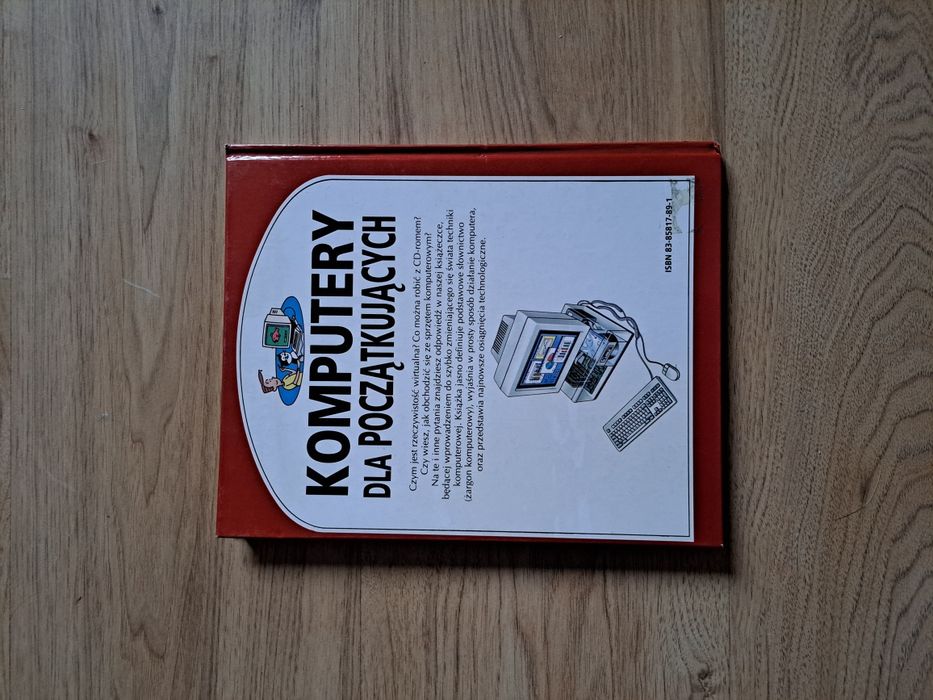 KOMPUTERY
DLA POCZĄTKUJĄCYCH
Czym jest rzeczywistość wirtualna? Co można robić z CD-romem?
Czy wiesz, jak obchodzić się ze sprzętem komputerowym?
Na te i inne pytania znajdziesz odpowiedź w naszej książeczce,
będącej wprowadzeniem do szybko zmieniającego się świata techniki
komputerowej. Książka jasno definiuje podstawowe słownictwo
(żargon komputerowy), wyjaśnia w prosty sposób działanie komputera,
oraz przedstawia najnowsze osiągnięcia technologiczne.
ISBN 83-85817-89-1